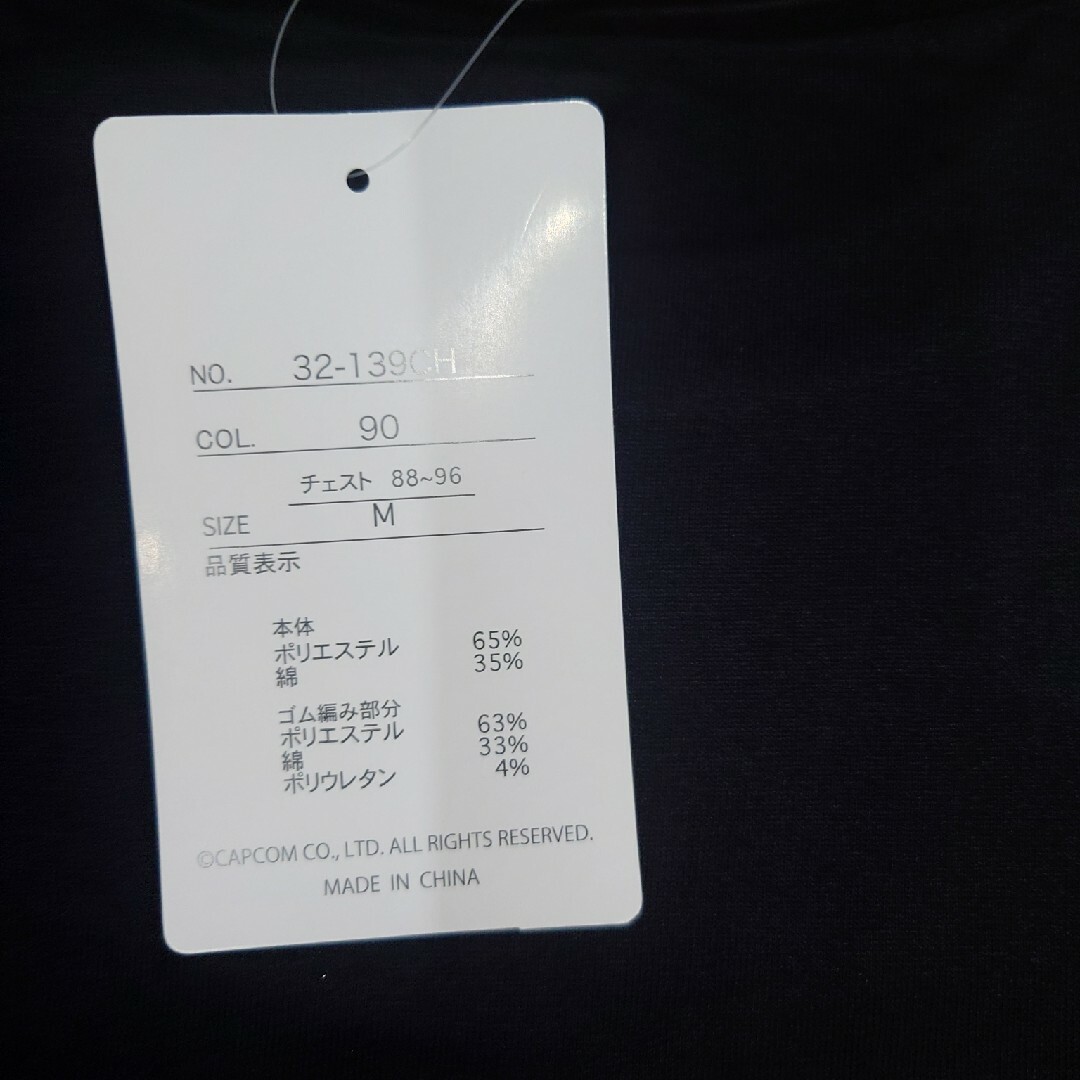 NO. 32-139CH
COL. 90
チェスト 88~96
SIZE M
品質表示
本体
ポリエステル 65%
綿 35%
ゴム編み部分
ポリエステル 63%
綿 33%
ポリウレタン 4%
©CAPCOM CO., LTD. ALL RIGHTS RESERVED.
MADE IN CHINA